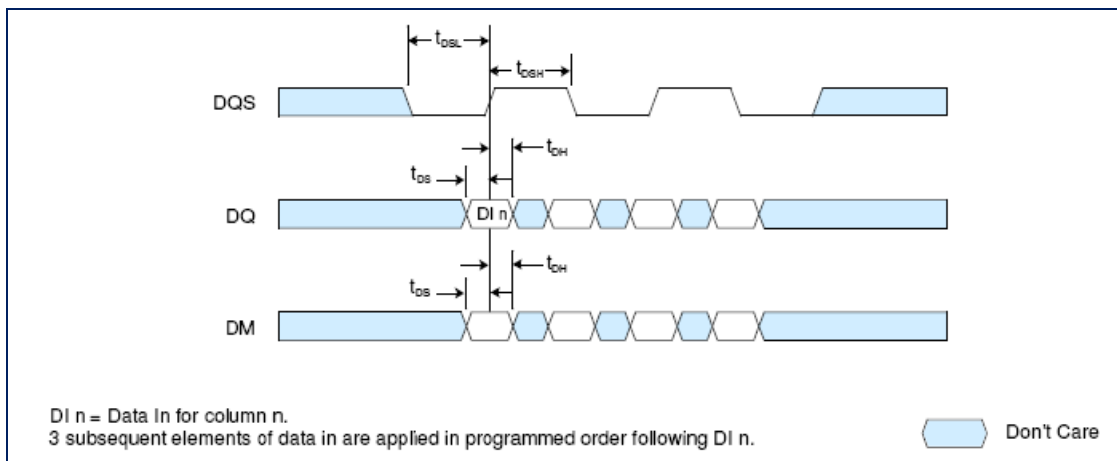 tDSL
tDSH
DQS
tDH
tDS
DQ
DI n
tDH
tDS
DM
DI n = Data In for column n.
3 subsequent elements of data in are applied in programmed order following DI n.
Don't Care